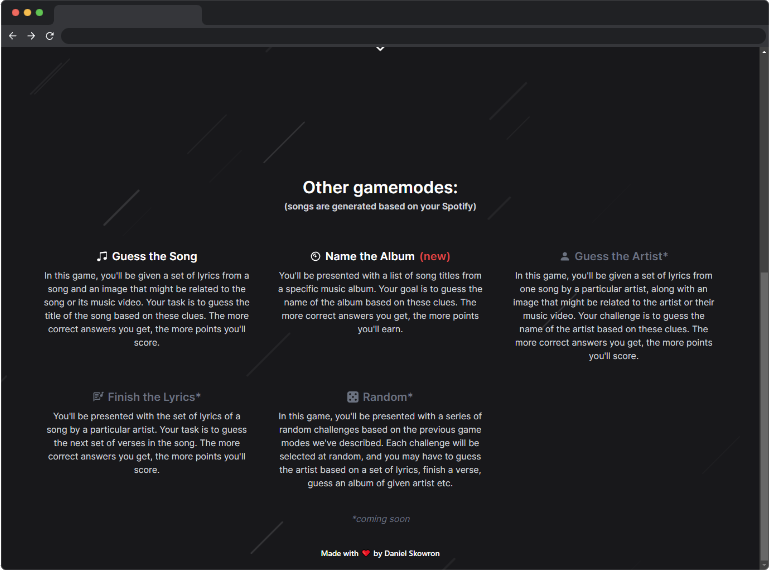 Other gamemodes:
(songs are generated based on your Spotify)
Guess the Song
In this game, you'll be given a set of lyrics from a
song and an image that might be related to the
song or its music video. Your task is to guess the
title of the song based on these clues. The more
correct answers you get, the more points you'll
score.
Name the Album (new)
You'll be presented with a list of song titles from
a specific music album. Your goal is to guess the
name of the album based on these clues. The
more correct answers you get, the more points
you'll earn.
Guess the Artist*
In this game, you'll be given a set of lyrics from
one song by a particular artist, along with an
image that might be related to the artist or their
music video. Your challenge is to guess the
name of the artist based on these clues. The
more correct answers you get, the more points
you'll score.
Finish the Lyrics*
You'll be presented with the set of lyrics of a
song by a particular artist. Your task is to guess
the next set of verses in the song. The more
correct answers you get, the more points you'll
score.
Random*
In this game, you'll be presented with a series of
random challenges based on the previous game
modes we've described. Each challenge will be
selected at random, and you may have to guess
the artist based on a set of lyrics, finish a verse,
guess an album of given artist etc.
*coming soon
Made with ❤ by Daniel Skowron